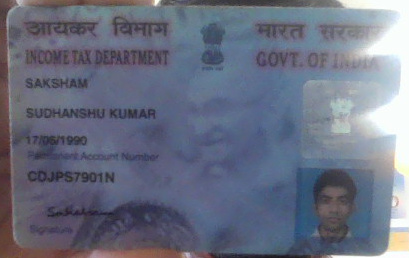 आयकर विभाग
भारत सरकार
INCOME TAX DEPARTMENT
GOVT. OF INDIA
SAKSHAM
SUDHANSHU KUMAR
17/05/1990
Permanent Account Number
CDJPS7901N
Saksham
Signature